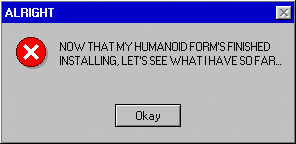 ALRIGHT
NOW THAT MY HUMANOID FORM'S FINISHED
INSTALLING, LET'S SEE WHAT I HAVE SO FAR...
Okay